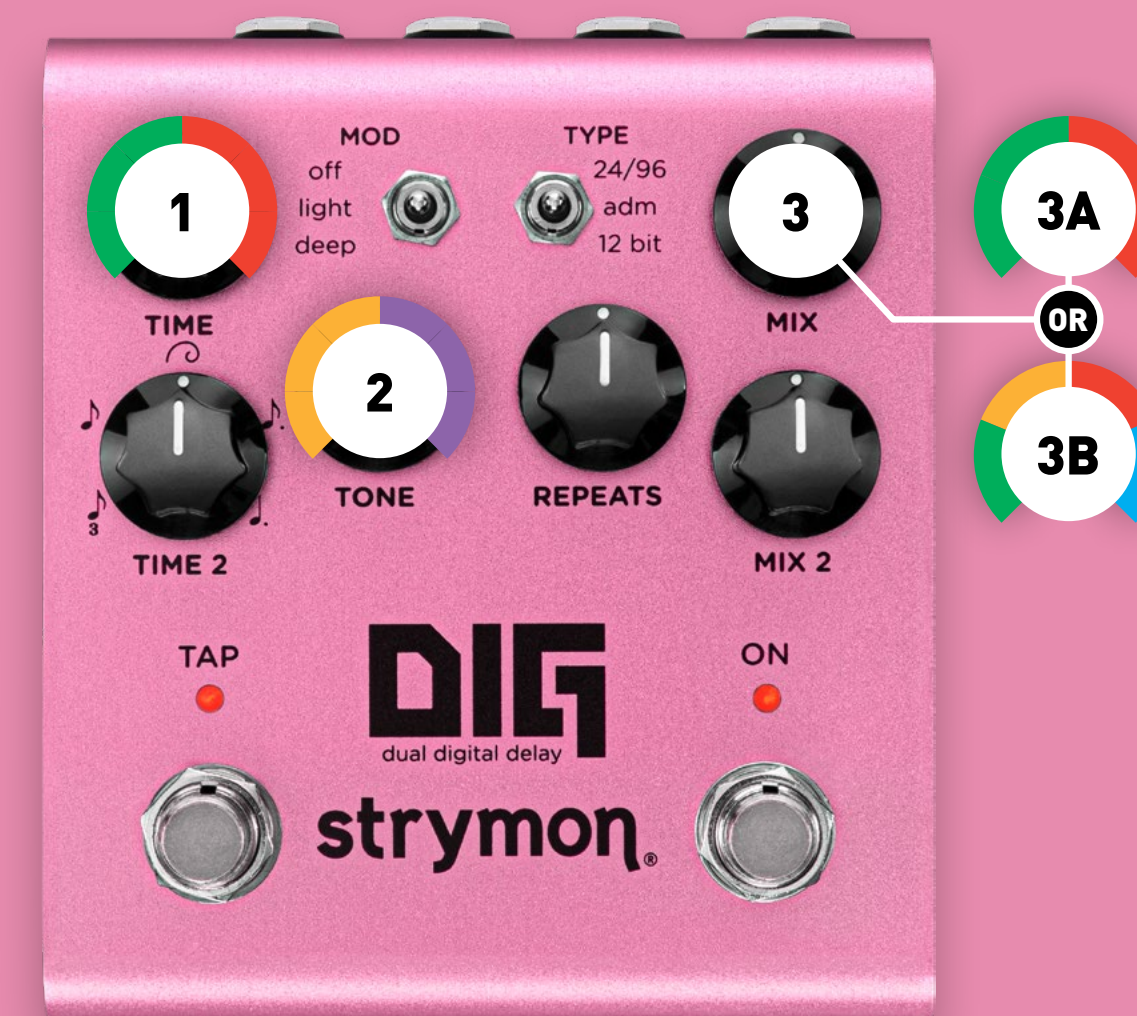 MOD
off
light
deep
TYPE
24/96
adm
12 bit
1
3
3A
TIME
MIX
OR
2
3B
3
TONE
REPEATS
TIME 2
MIX 2
TAP
ON
DIG
dual digital delay
strymon®